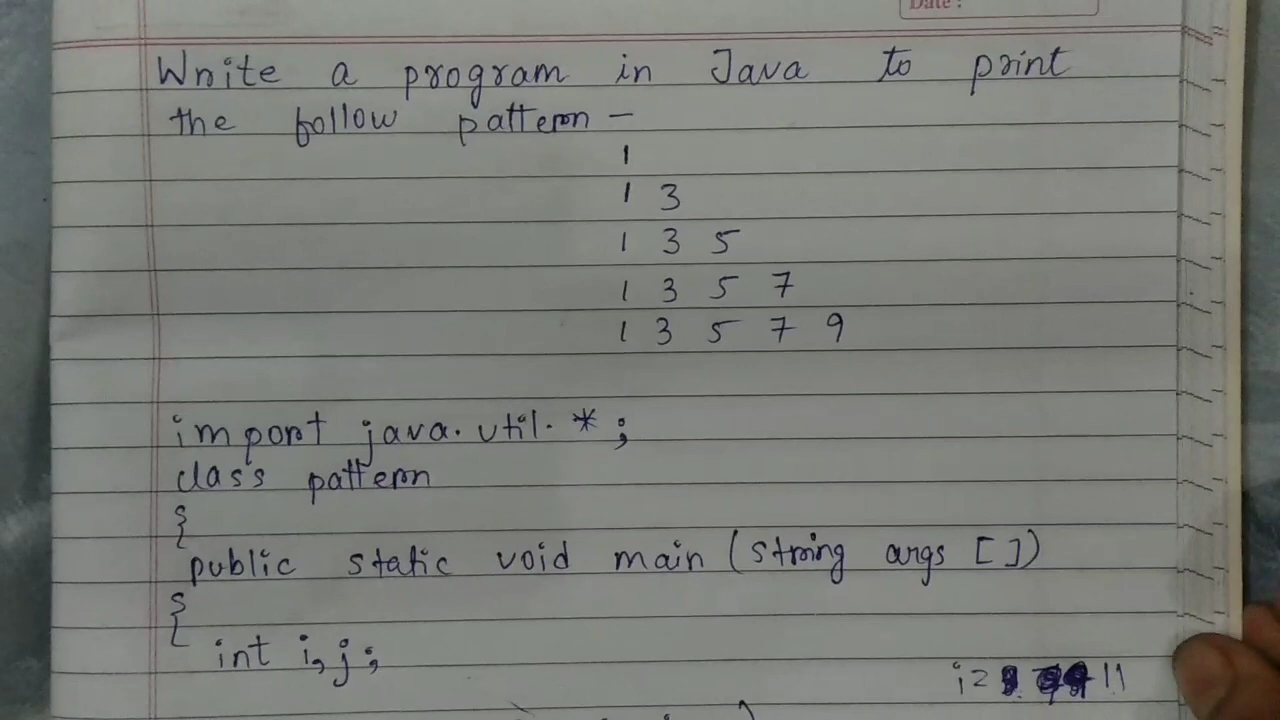 Date :
Write a program in Java to print
the follow pattern -
1
1 3
1 3 5
1 3 5 7
1 3 5 7 9
import java.util.*;
class pattern
{
public static void main (string args [])
{
int i,j;